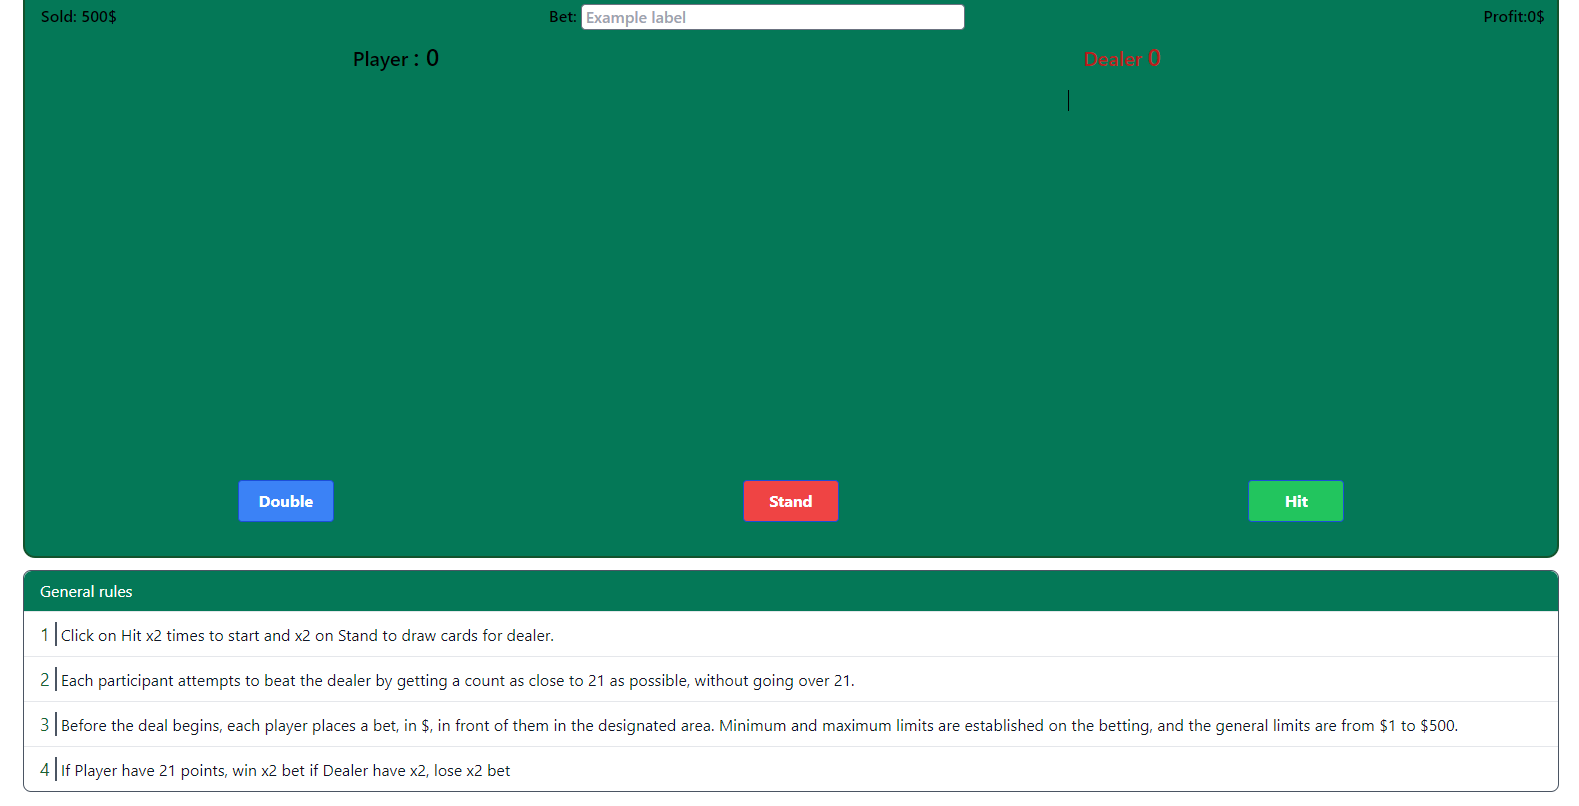 Sold: 500$ Bet: Example label Profit:0$
Player : 0 Dealer 0
Double Stand Hit
General rules
1 Click on Hit x2 times to start and x2 on Stand to draw cards for dealer.
2 Each participant attempts to beat the dealer by getting a count as close to 21 as possible, without going over 21.
3 Before the deal begins, each player places a bet, in $, in front of them in the designated area. Minimum and maximum limits are established on the betting, and the general limits are from $1 to $500.
4 If Player have 21 points, win x2 bet if Dealer have x2, lose x2 bet